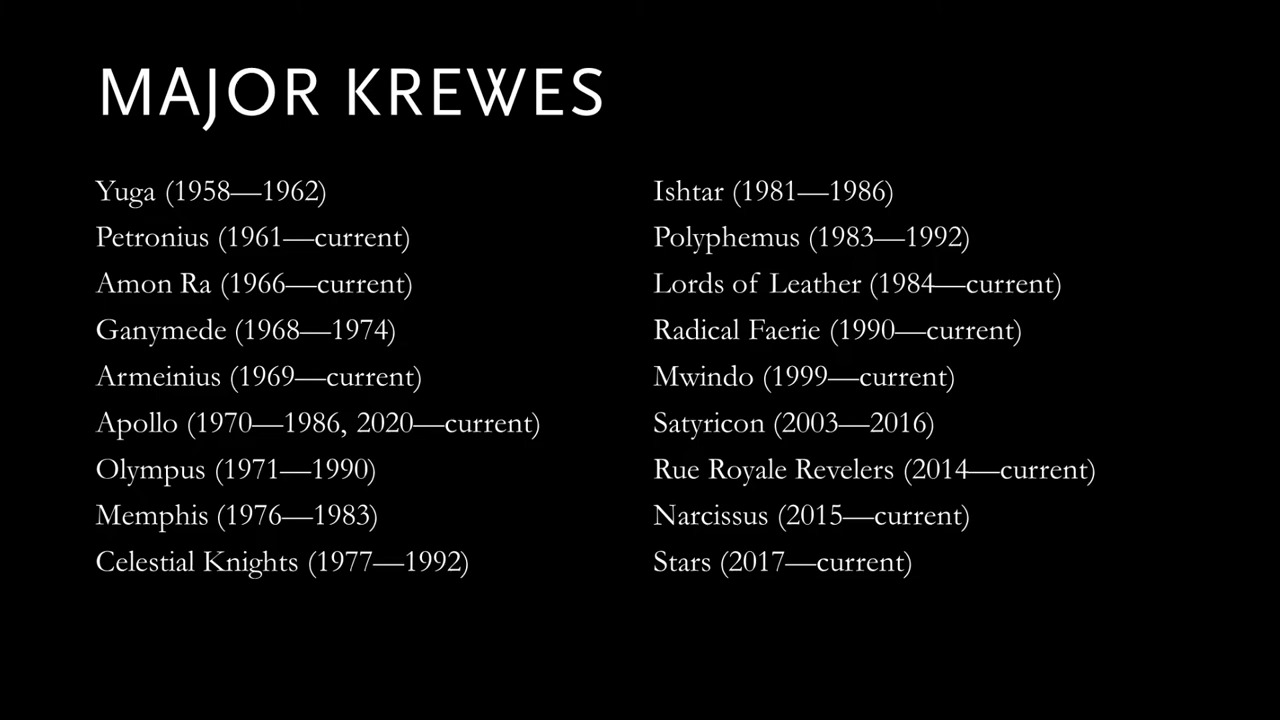 MAJOR KREWES
Yuga (1958—1962)
Petronius (1961—current)
Amon Ra (1966—current)
Ganymede (1968—1974)
Armeinius (1969—current)
Apollo (1970—1986, 2020—current)
Olympus (1971—1990)
Memphis (1976—1983)
Celestial Knights (1977—1992)
Ishtar (1981—1986)
Polyphemus (1983—1992)
Lords of Leather (1984—current)
Radical Faerie (1990—current)
Mwindo (1999—current)
Satyricon (2003—2016)
Rue Royale Revelers (2014—current)
Narcissus (2015—current)
Stars (2017—current)